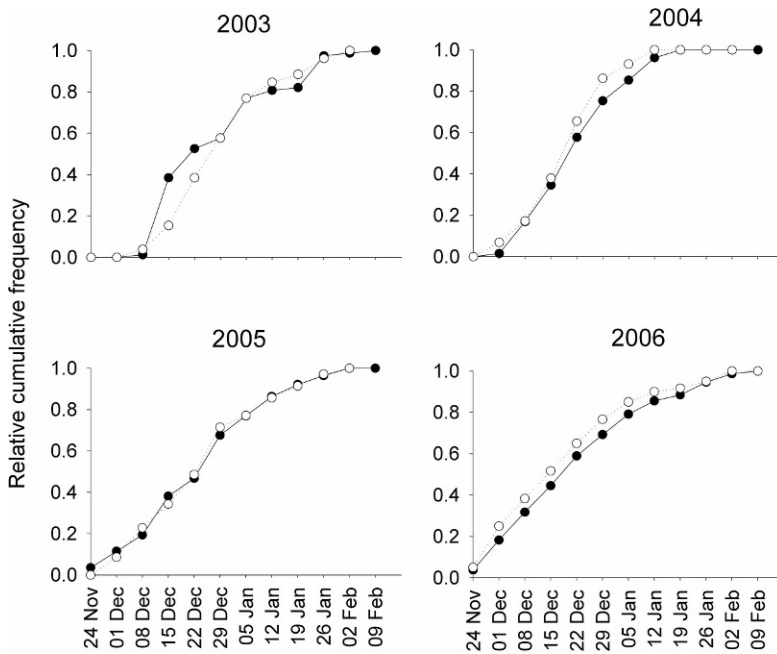 2003
2004
1.0
0.8
0.6
0.4
0.2
0.0
1.0
0.8
0.6
0.4
0.2
0.0
Relative cumulative frequency
2005
2006
1.0
0.8
0.6
0.4
0.2
0.0
1.0
0.8
0.6
0.4
0.2
0.0
24 Nov
01 Dec
08 Dec
15 Dec
22 Dec
29 Dec
05 Jan
12 Jan
19 Jan
26 Jan
02 Feb
09 Feb
24 Nov
01 Dec
08 Dec
15 Dec
22 Dec
29 Dec
05 Jan
12 Jan
19 Jan
26 Jan
02 Feb
09 Feb